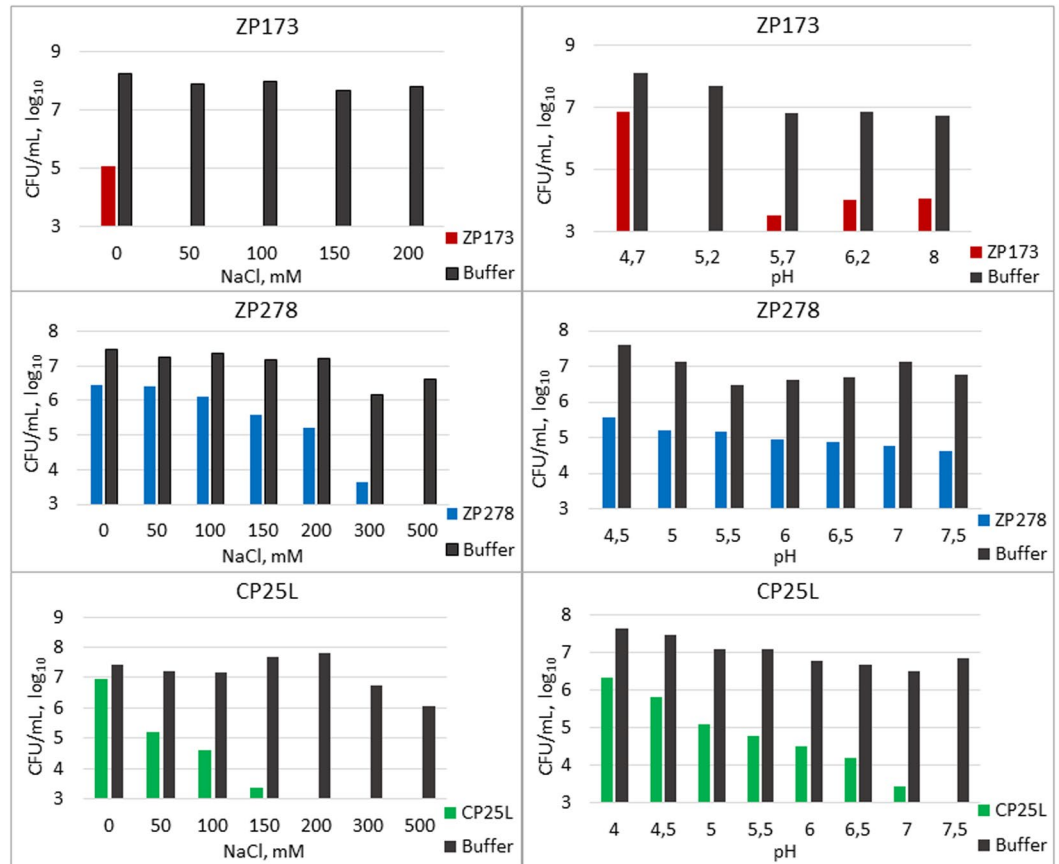 ZP173
CFU/mL, log10
9
7
5
3
0 50 100 150 200
NaCl, mM
ZP173
Buffer
ZP173
CFU/mL, log10
9
7
5
3
4,7 5,2 5,7 6,2 8
pH
ZP173
Buffer
ZP278
CFU/mL, log10
8
7
6
5
4
3
0 50 100 150 200 300 500
NaCl, mM
ZP278
Buffer
ZP278
CFU/mL, log10
8
7
6
5
4
3
4,5 5 5,5 6 6,5 7 7,5
pH
ZP278
Buffer
CP25L
CFU/mL, log10
9
8
7
6
5
4
3
0 50 100 150 200 300 500
NaCl, mM
CP25L
Buffer
CP25L
CFU/mL, log10
8
7
6
5
4
3
4 4,5 5 5,5 6 6,5 7 7,5
pH
CP25L
Buffer